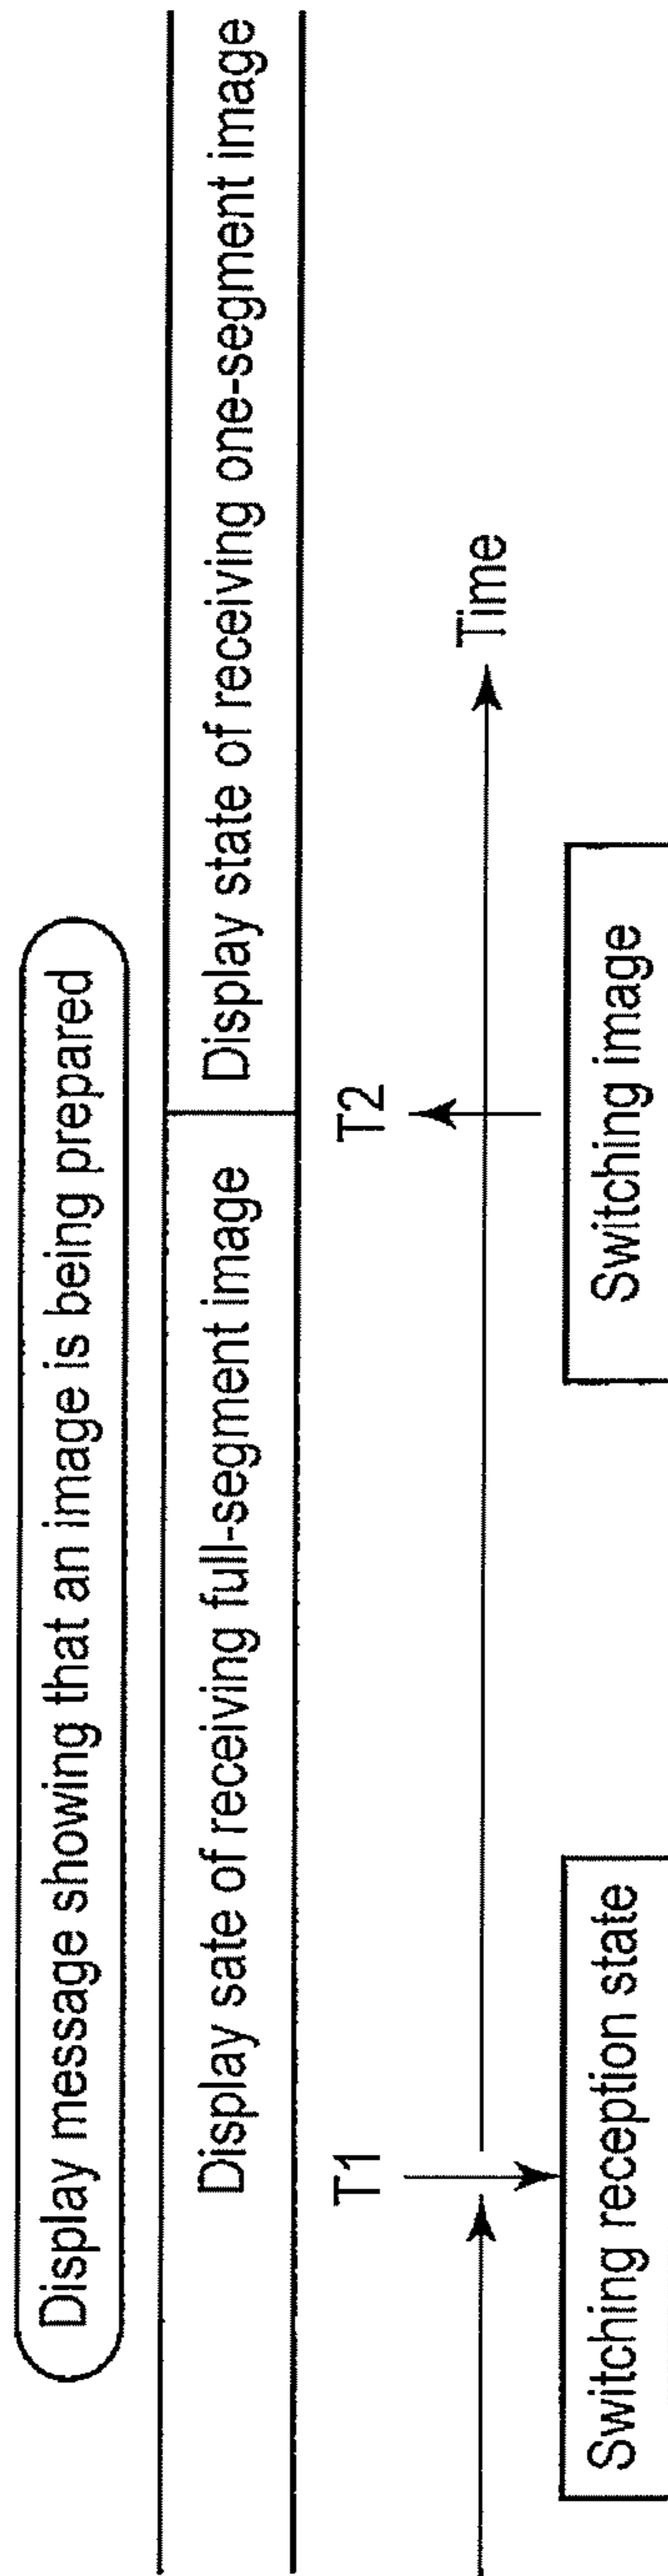 Display message showing that an image is being prepared
Display sate of receiving full-segment image
Display state of receiving one-segment image
T1
T2
Time
Switching reception state
Switching image